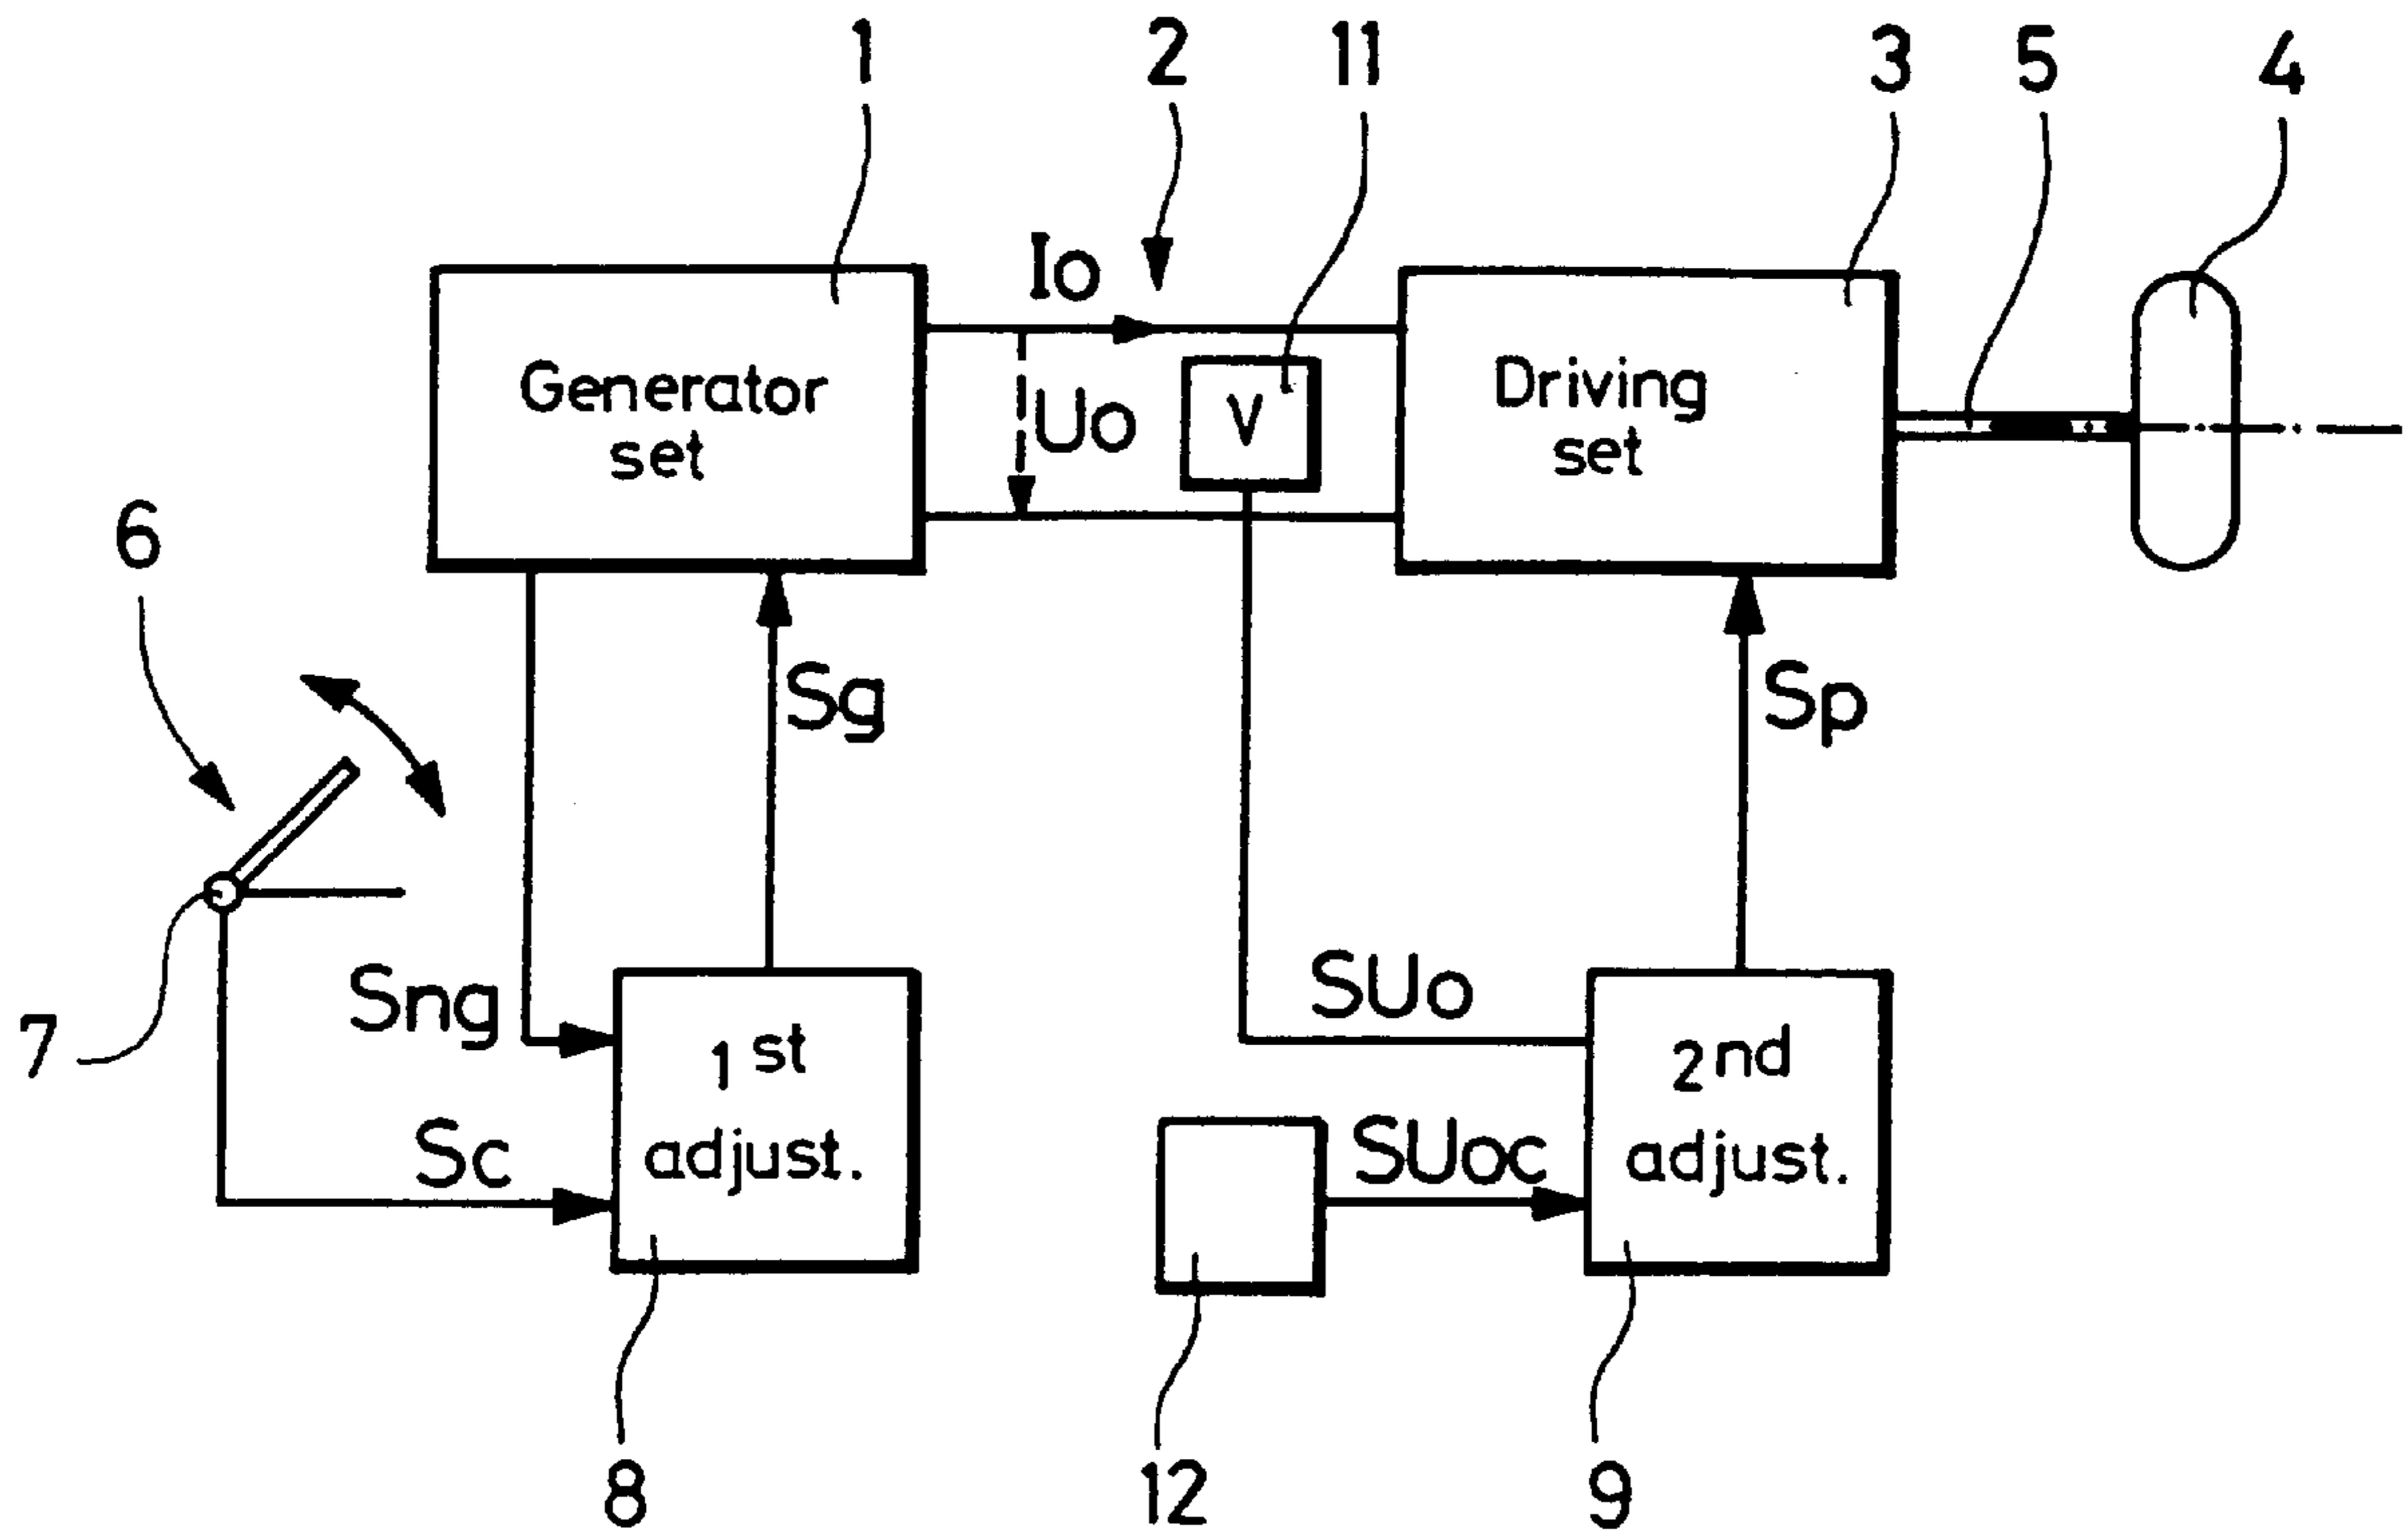 1
2
11
3
5
4
Io
Generator
set
Uo
V
Driving
set
6
Sg
Sp
7
Sng
SUo
1st
adjust.
2nd
adjust.
Sc
SUoc
8
12
9